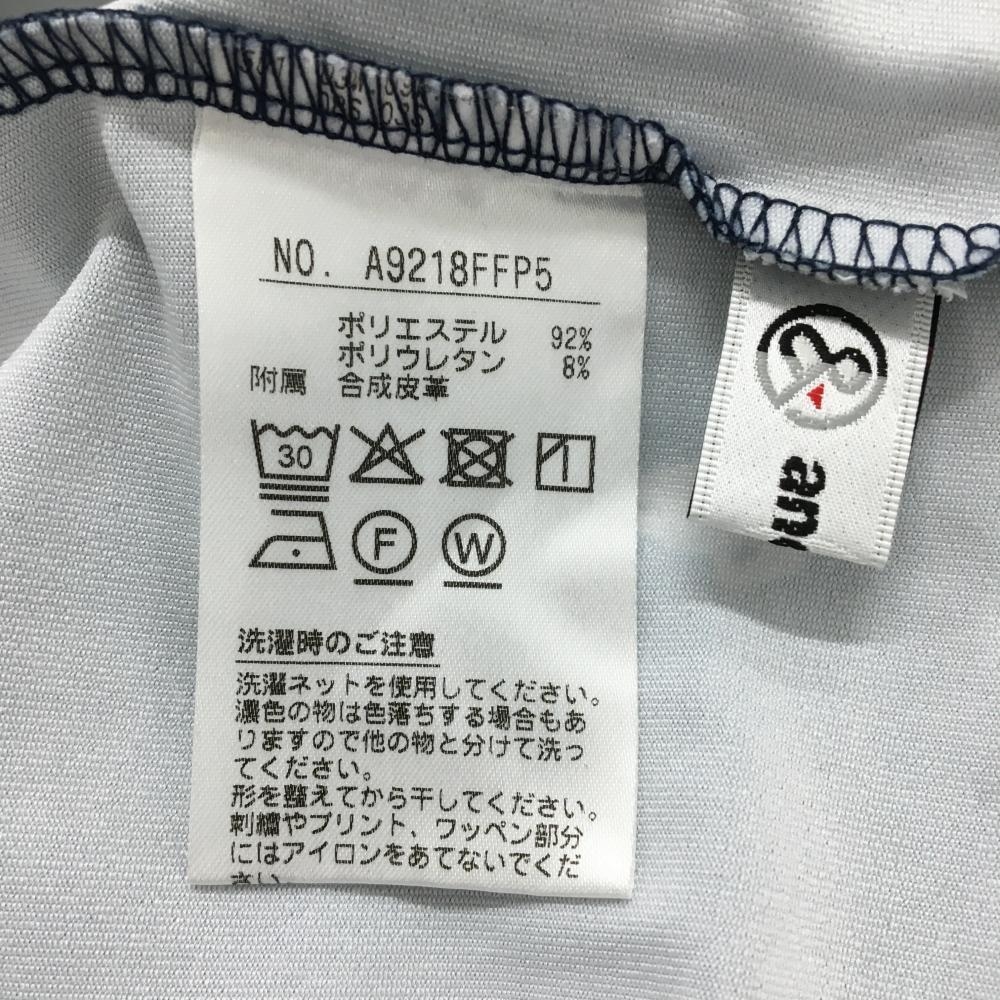 NO. A9218FFP5
ポリエステル 92%
ポリウレタン 8%
附属 合成皮革
30
F W
洗濯時のご注意
洗濯ネットを使用してください。
濃色の物は色落ちする場合もあ
りますので他の物と分けて洗っ
てください。
形を整えてから干してください。
刺繍やプリント、ワッペン部分
にはアイロンをあてないでくだ
さい
an